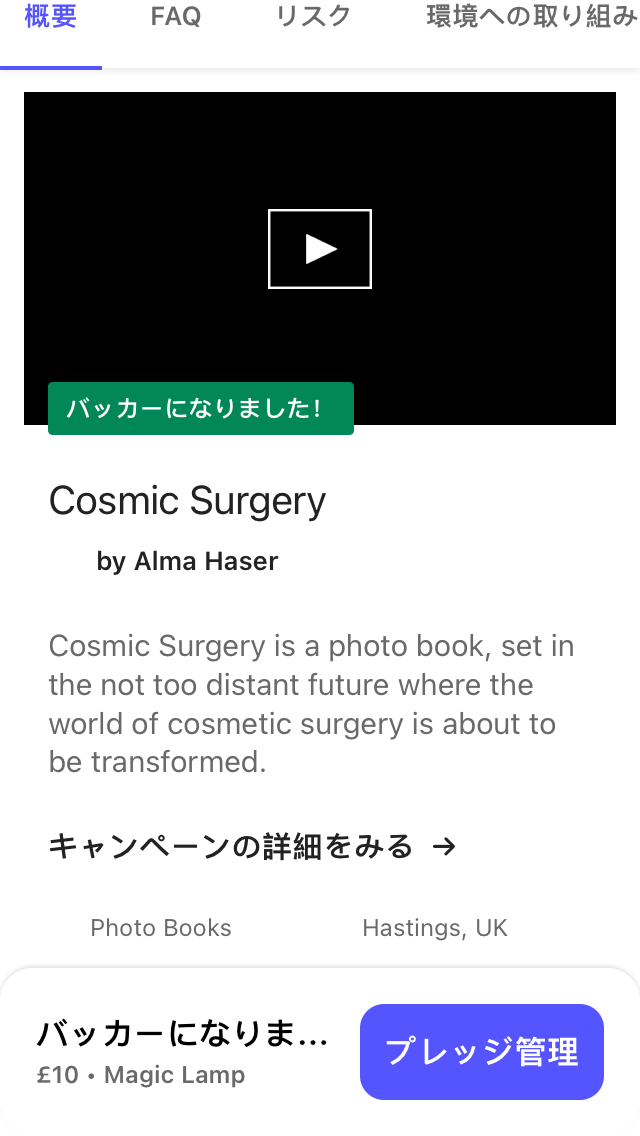 概要 FAQ リスク 環境への取り組み
バッカーになりました!
Cosmic Surgery
by Alma Haser
Cosmic Surgery is a photo book, set in
the not too distant future where the
world of cosmetic surgery is about to
be transformed.
キャンペーンの詳細をみる →
Photo Books Hastings, UK
バッカーになりま...
£10 • Magic Lamp
プレッジ管理